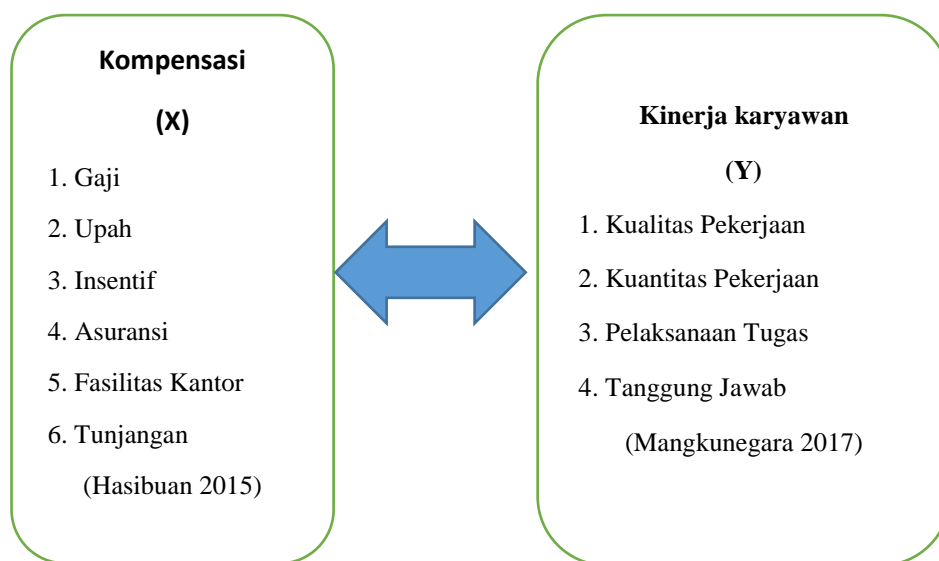 Kompensasi
(X)
1. Gaji
2. Upah
3. Insentif
4. Asuransi
5. Fasilitas Kantor
6. Tunjangan
(Hasibuan 2015)
Kinerja karyawan
(Y)
1. Kualitas Pekerjaan
2. Kuantitas Pekerjaan
3. Pelaksanaan Tugas
4. Tanggung Jawab
(Mangkunegara 2017)